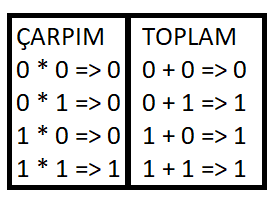 ÇARPIM TOPLAM
0 * 0 => 0 0 + 0 => 0
0 * 1 => 0 0 + 1 => 1
1 * 0 => 0 1 + 0 => 1
1 * 1 => 1 1 + 1 => 1